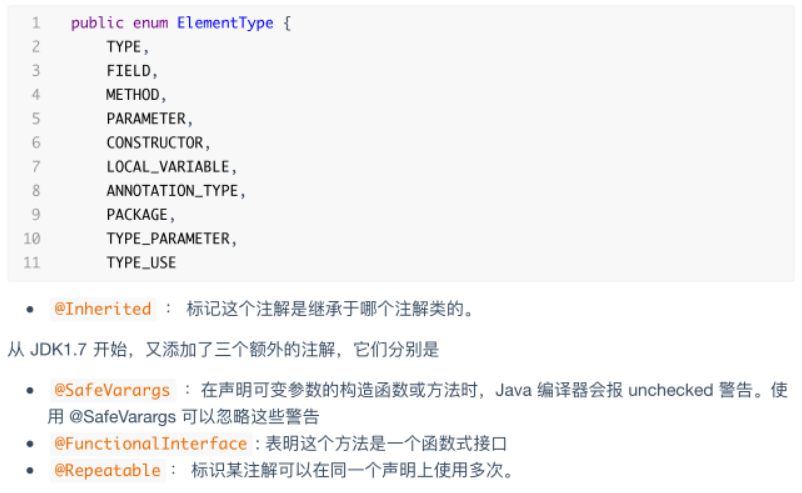 1 public enum ElementType {
2 TYPE,
3 FIELD,
4 METHOD,
5 PARAMETER,
6 CONSTRUCTOR,
7 LOCAL_VARIABLE,
8 ANNOTATION_TYPE,
9 PACKAGE,
10 TYPE_PARAMETER,
11 TYPE_USE
• @Inherited ： 标记这个注解是继承于哪个注解类的。
从 JDK1.7 开始，又添加了三个额外的注解，它们分别是
• @SafeVarargs ：在声明可变参数的构造函数或方法时，Java 编译器会报 unchecked 警告。使
用 @SafeVarargs 可以忽略这些警告
• @FunctionalInterface : 表明这个方法是一个函数式接口
• @Repeatable ： 标识某注解可以在同一个声明上使用多次。